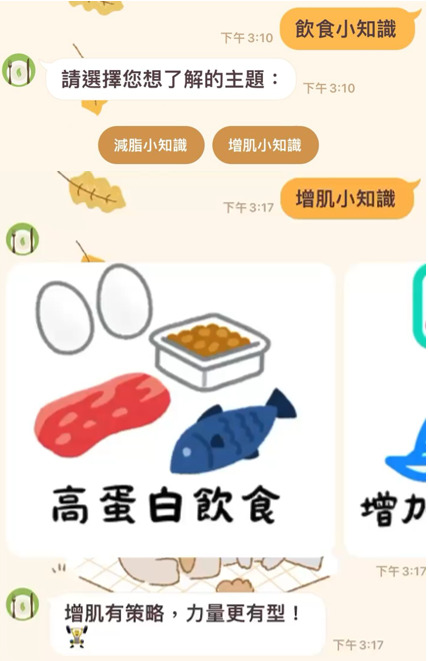 飲食小知識
下午 3:10
請選擇您想了解的主題：
下午 3:10
減脂小知識
增肌小知識
增肌小知識
下午 3:17
高蛋白飲食
增力
下午 3:17
增肌有策略，力量更有型！
下午 3:17